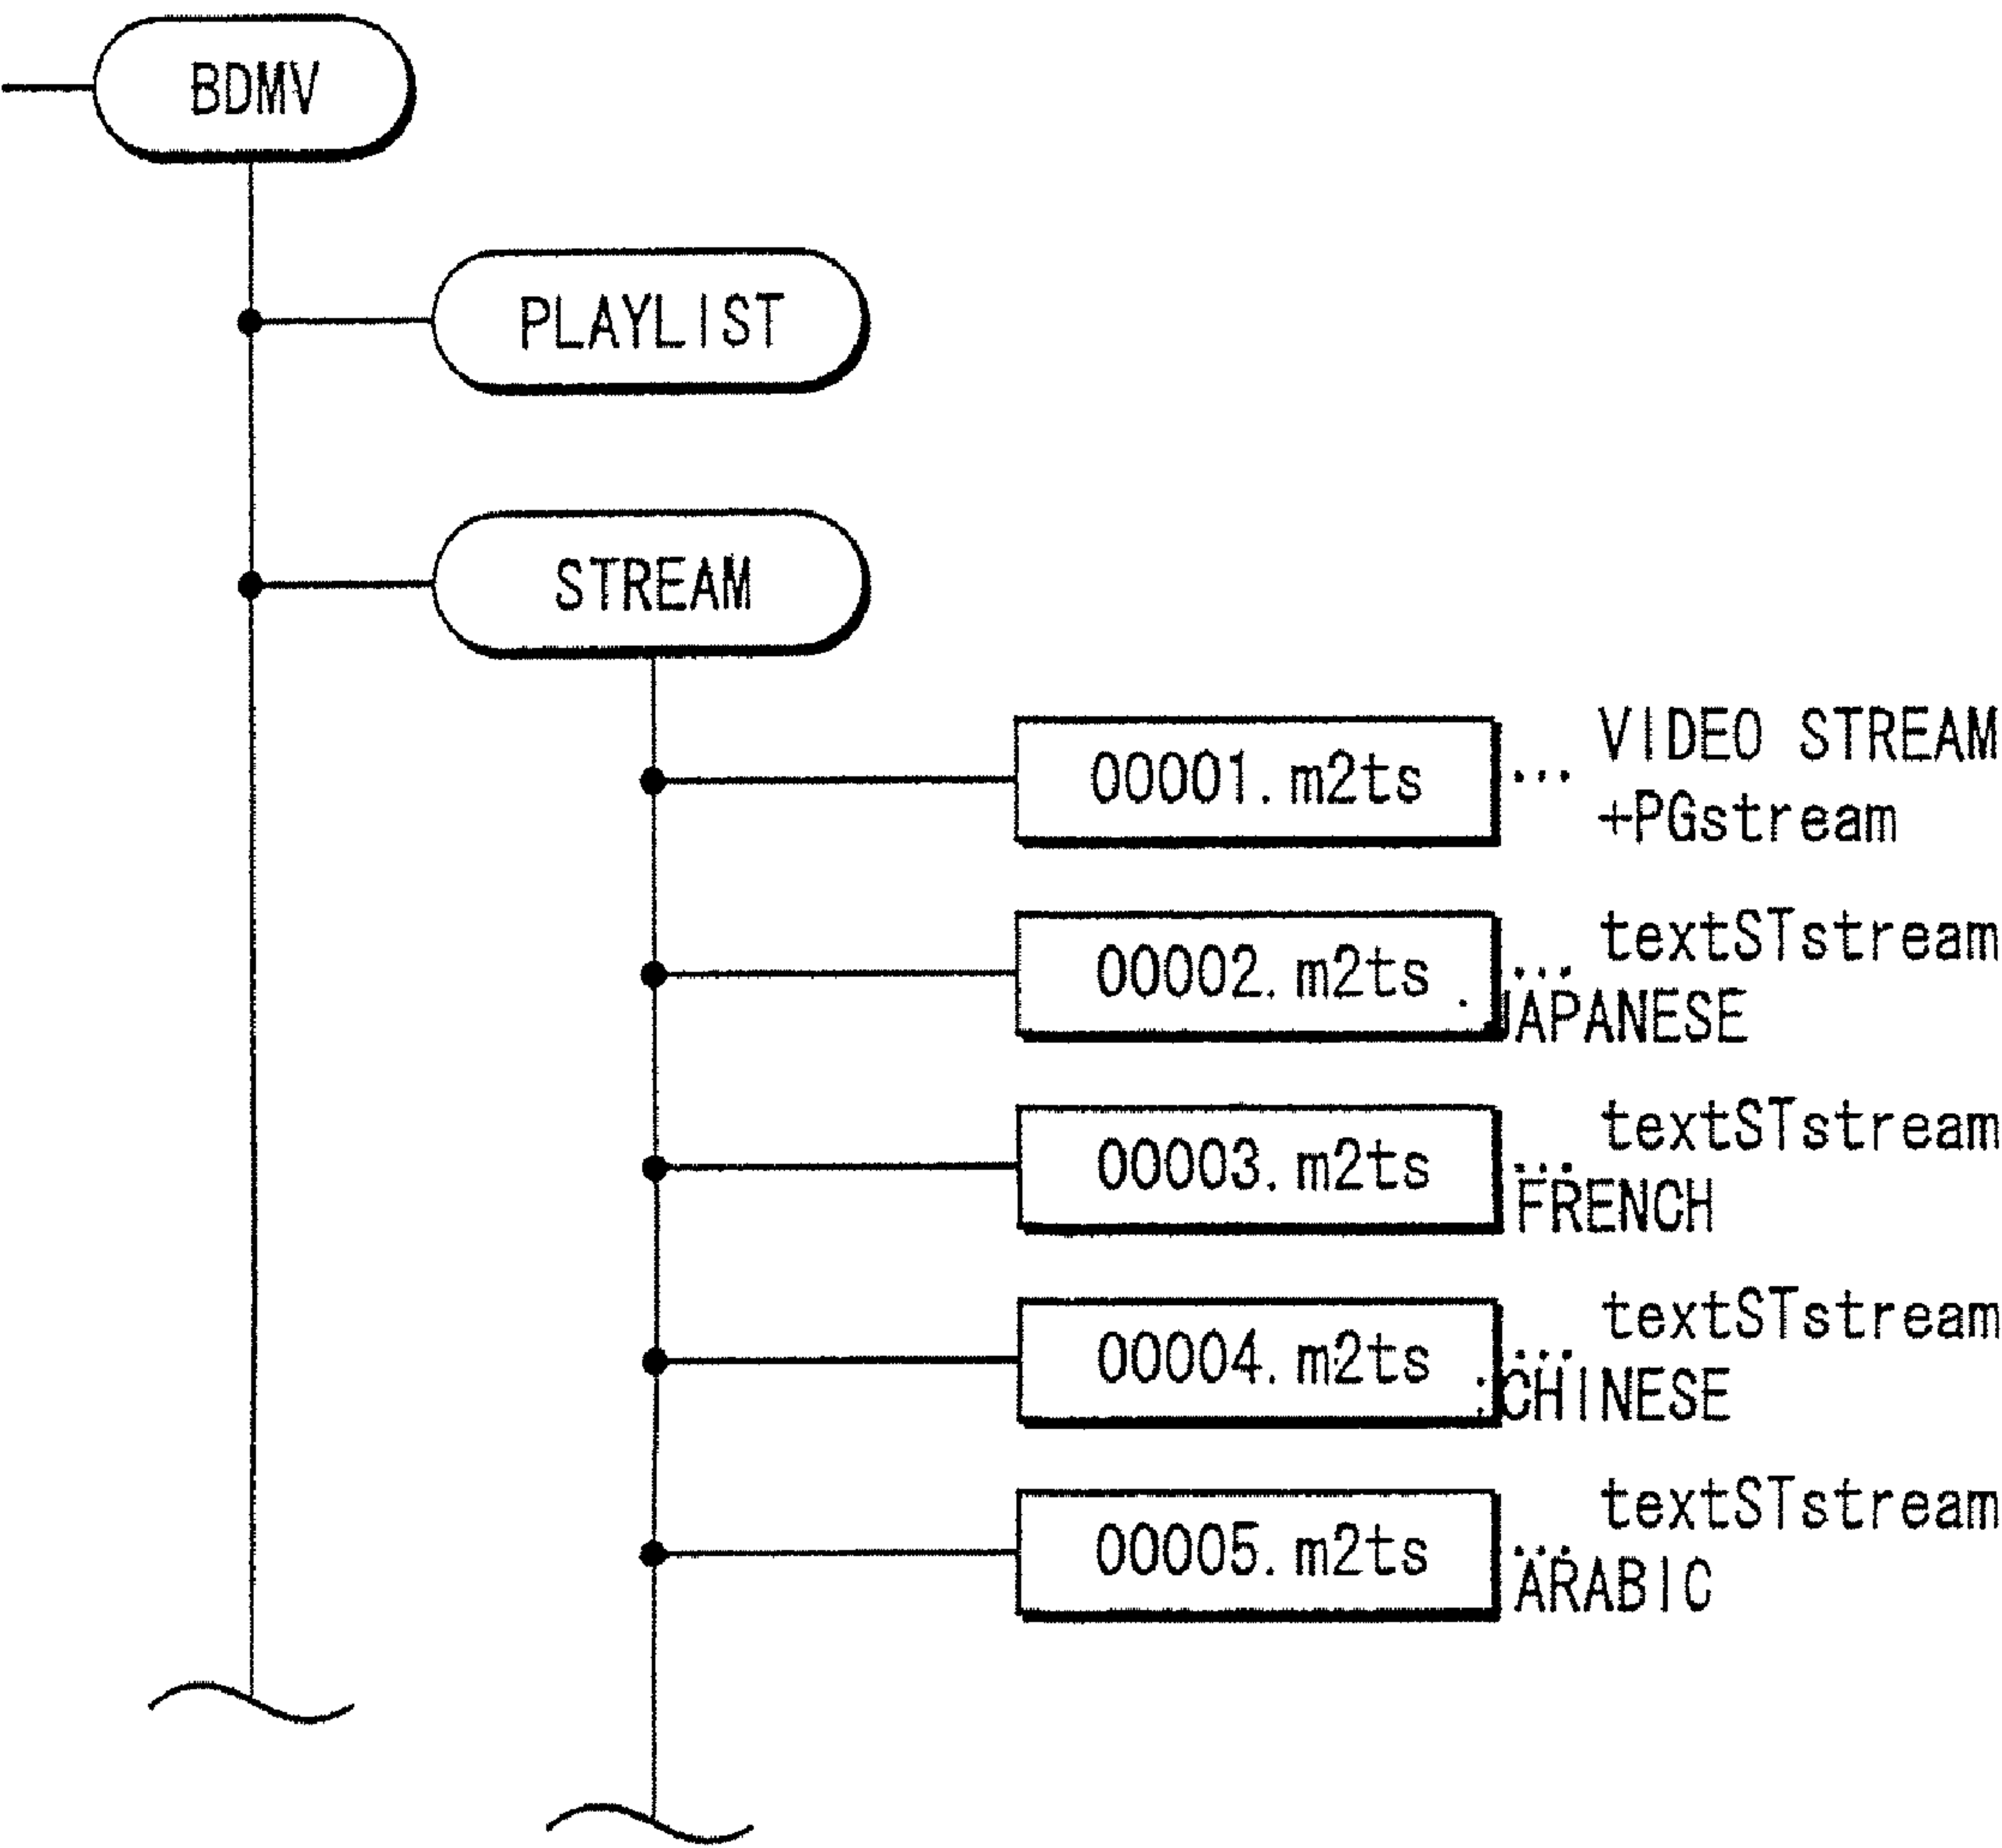 BDMV
PLAYLIST
STREAM
00001.m2ts ... VIDEO STREAM
+PGstream
00002.m2ts ... textSTstream
:JAPANESE
00003.m2ts ... textSTstream
FRENCH
00004.m2ts ... textSTstream
:CHINESE
00005.m2ts ... textSTstream
ARABIC